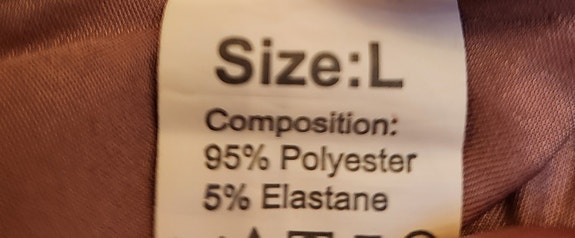 Size:L
Composition:
95% Polyester
5% Elastane